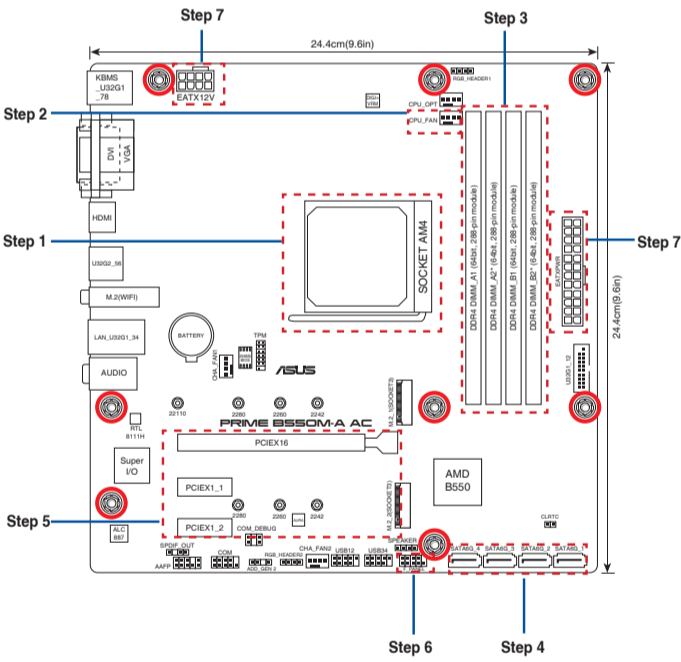 Step 7
Step 3
24.4cm(9.6in)
KBMS
_U32G1
_78
EATX12V
RGB_HEADER1
DIGI+
VRM
CPU_OPT
Step 2
CPU_FAN
DVI
VGA
HDMI
Step 1
SOCKET AM4
DDR4 DIMM_A1 (64bit, 288-pin module)
DDR4 DIMM_A2* (64bit, 288-pin module)
DDR4 DIMM_B1 (64bit, 288-pin module)
DDR4 DIMM_B2* (64bit, 288-pin module)
EATXPWR
Step 7
24.4cm(9.6in)
U32G2_56
M.2(WIFI)
LAN_U32G1_34
BATTERY
CHA_FAN1
TPM
ASUS
U32G1_12
AUDIO
22110
2280
2260
2242
M.2_1(SOCKET3)
RTL
8111H
PRIME B550M-A AC
PCIEX16
Super
I/O
AMD
B550
PCIEX1_1
2280
2242
M.2_2(SOCKET3)
Step 5
ALC
887
PCIEX1_2
COM_DEBUG
CLRTC
SPDIF_OUT
SPEAKER
SATA6G_4
SATA6G_3
SATA6G_2
SATA6G_1
AAFP
COM
RGB_HEADER2
ADD_GEN 2
CHA_FAN2
USB12
USB34
F_PANEL
Step 6
Step 4